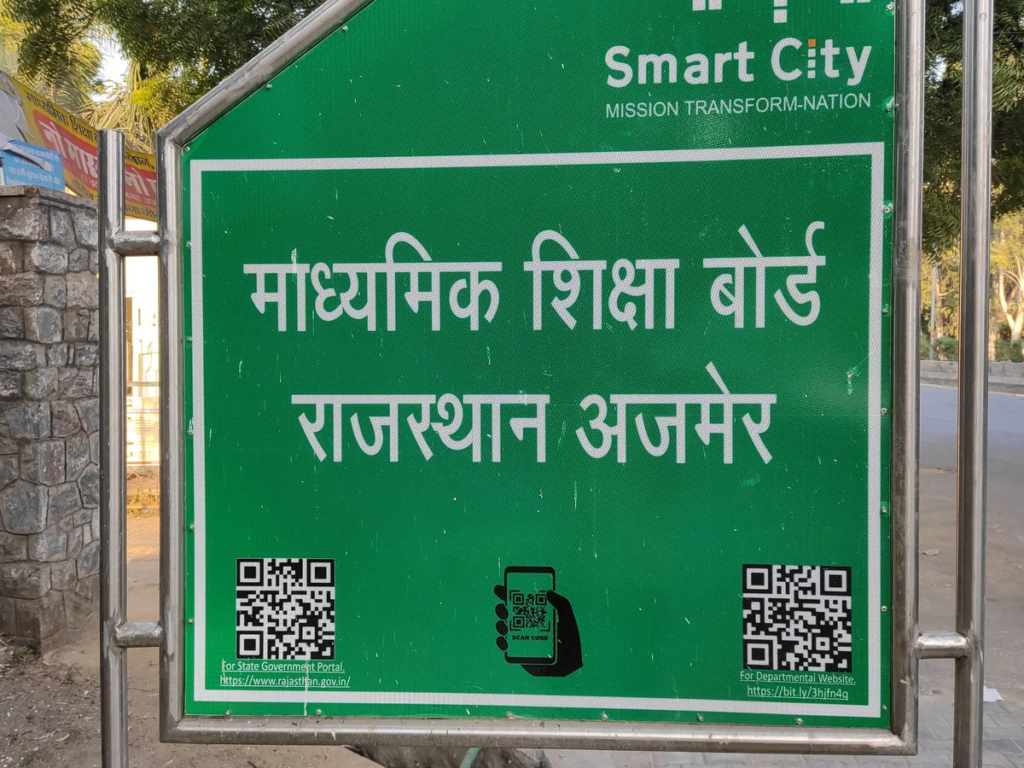 Smart City
MISSION TRANSFORM-NATION
माध्यमिक शिक्षा बोर्ड
राजस्थान अजमेर
SCAN CODE
For State Government Portal.
https://www.rajasthan.gov.in/
For Departmental Website.
https://bit.ly/3hjfn4q
माध्यमिक शिक्षा